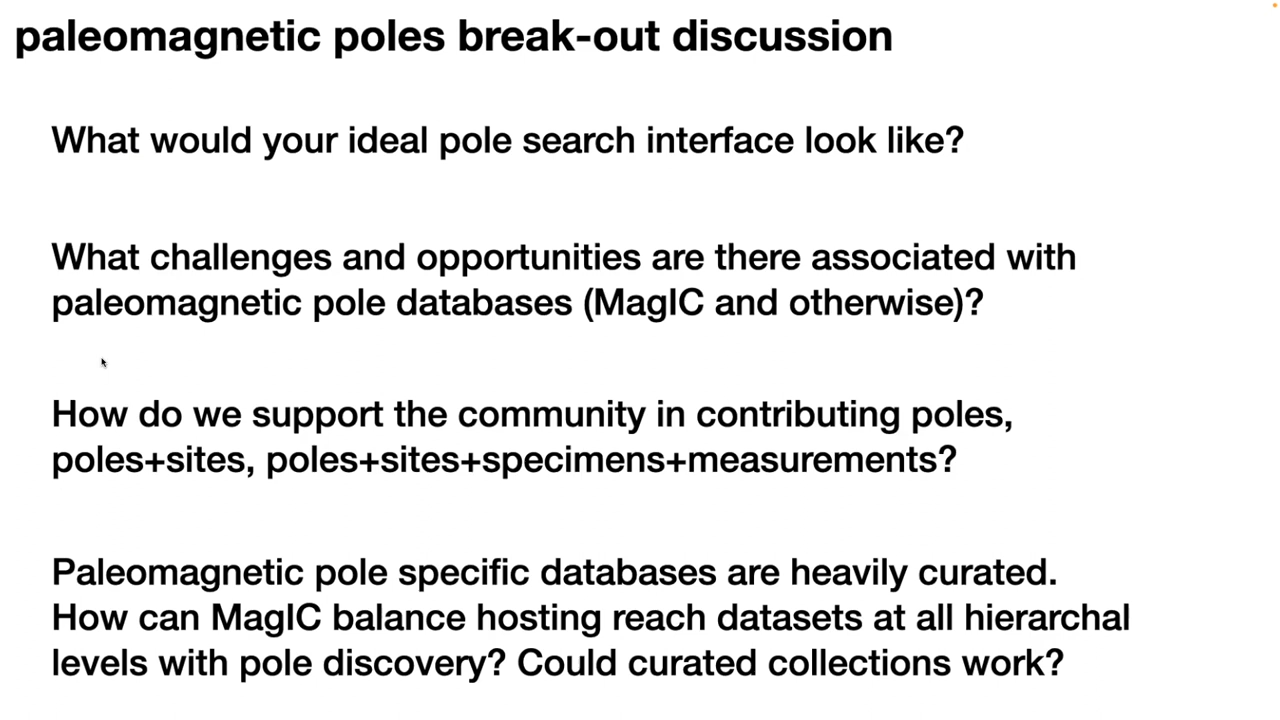 paleomagnetic poles break-out discussion
What would your ideal pole search interface look like?
What challenges and opportunities are there associated with
paleomagnetic pole databases (MagIC and otherwise)?
How do we support the community in contributing poles,
poles+sites, poles+sites+specimens+measurements?
Paleomagnetic pole specific databases are heavily curated.
How can MagIC balance hosting reach datasets at all hierarchal
levels with pole discovery? Could curated collections work?